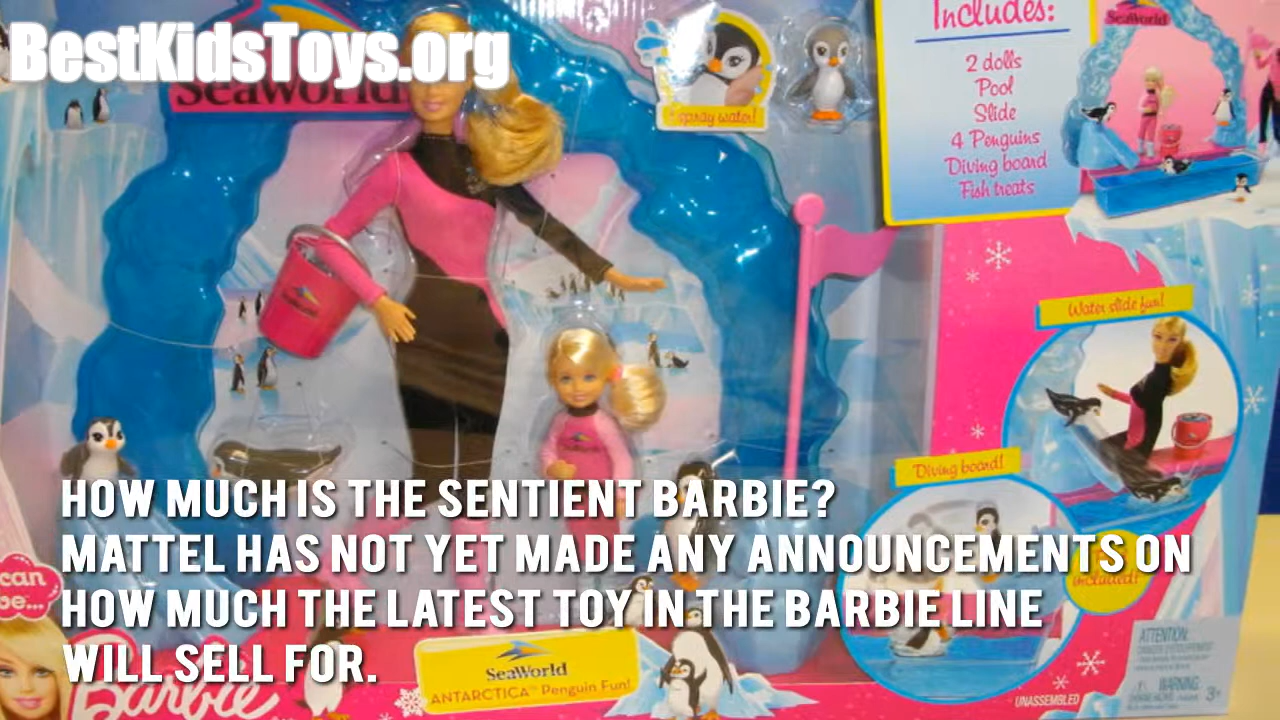 BestKidsToys.org
SeaWorld
spray water!
Includes:
2 dolls
Pool
Slide
4 Penguins
Diving board
Fish treats
SeaWorld
Water slide fun!
Diving board!
HOW MUCH IS THE SENTIENT BARBIE?
MATTEL HAS NOT YET MADE ANY ANNOUNCEMENTS ON
HOW MUCH THE LATEST TOY IN THE BARBIE LINE
WILL SELL FOR.
included!
can
be...
Barbie
SeaWorld
ANTARCTICA™ Penguin Fun!
ATTENTION:
WARNING:
3+
UNASSEMBLED